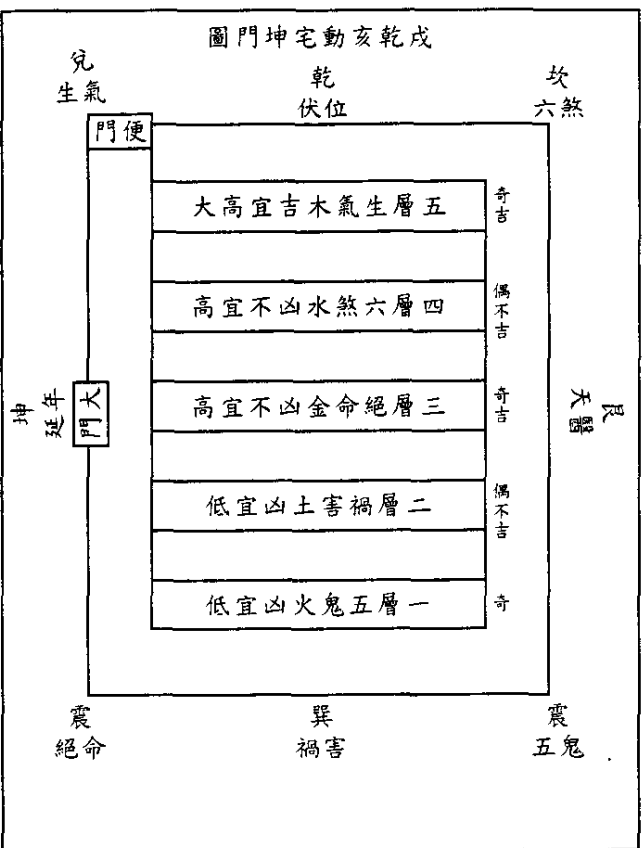 戌乾亥動宅坤門圖
兌
生氣
乾
伏位
坎
六煞
便門
五層生氣木吉宜高大
奇吉
四層六煞水凶不宜高
偶不吉
三層絕命金凶不宜高
奇吉
二層禍害土凶宜低
偶不吉
一層五鬼火凶宜低
奇
大門
坤
延年
艮
天醫
震
絕命
巽
禍害
震
五鬼